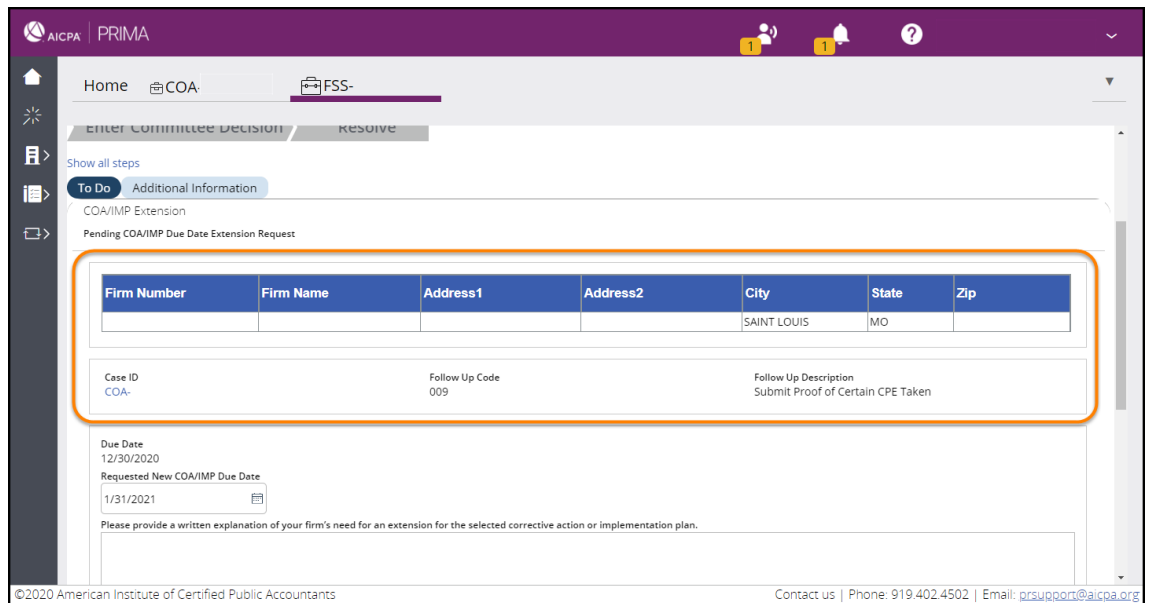 AICPA PRIMA
1 1 ?
Home COA- FSS-
Enter Committee Decision Resolve
Show all steps
To Do Additional Information
COA/IMP Extension
Pending COA/IMP Due Date Extension Request
Firm Number Firm Name Address1 Address2 City State Zip
SAINT LOUIS MO
Case ID Follow Up Code Follow Up Description
COA- 009 Submit Proof of Certain CPE Taken
Due Date
12/30/2020
Requested New COA/IMP Due Date
1/31/2021
Please provide a written explanation of your firm's need for an extension for the selected corrective action or implementation plan.
©2020 American Institute of Certified Public Accountants Contact us | Phone: 919.402.4502 | Email: prsupport@aicpa.org